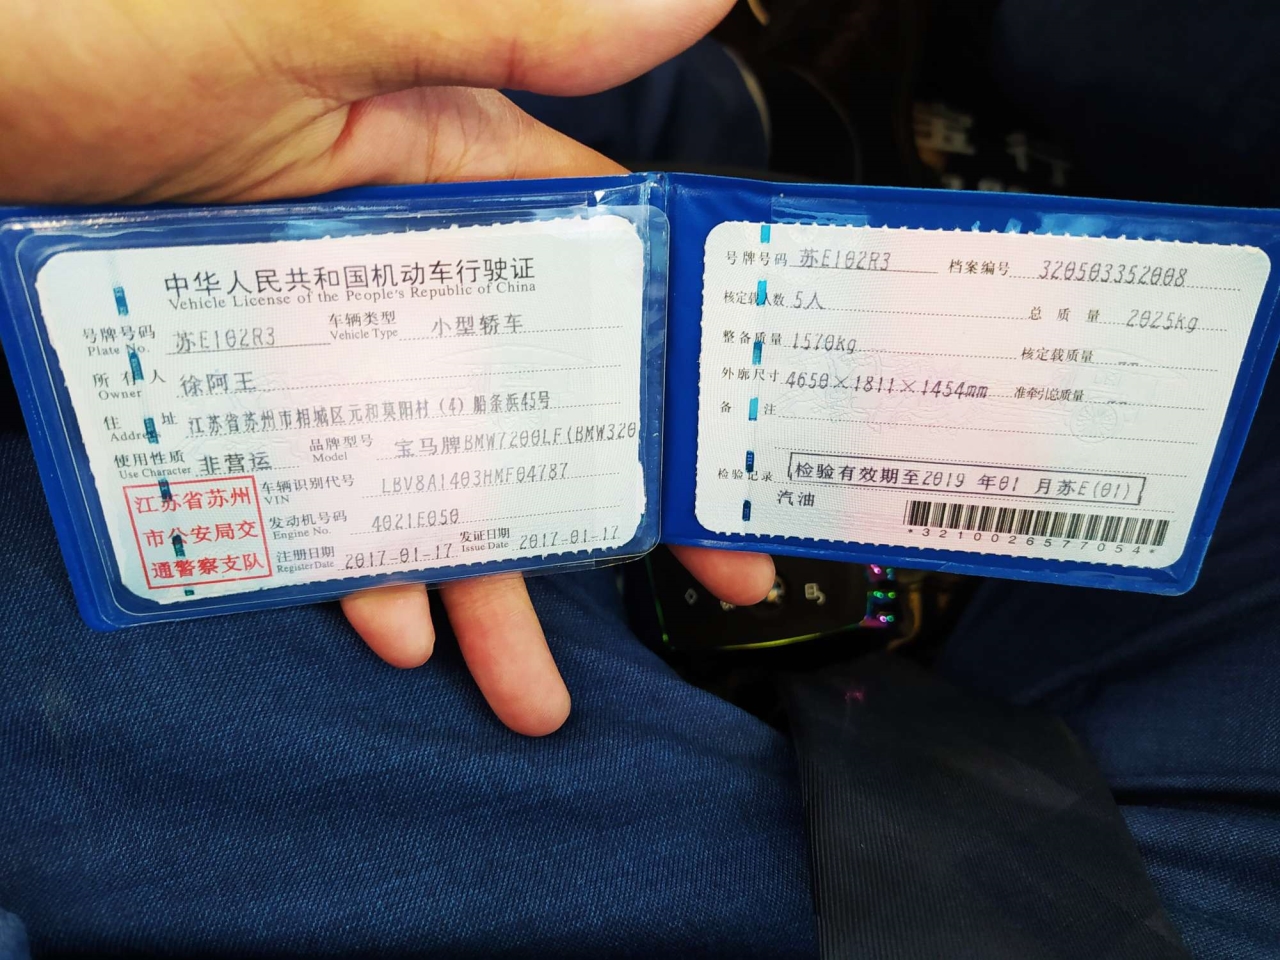 中华人民共和国机动车行驶证
Vehicle License of the People's Republic of China
号牌号码 苏E102R3 车辆类型 小型轿车
Plate No. Vehicle Type
所有人 徐阿王
Owner
住址 江苏省苏州市相城区元和莫阳村(4)船条浜45号
Address
使用性质 非营运 品牌型号 宝马牌BMW7200LF(BMW320
Use Character Model
江苏省苏州
市公安局交
通警察支队
车辆识别代号 LBV8A1403HMF04787
VIN
发动机号码 4021E050
Engine No.
注册日期 2017-01-17 发证日期 2017-01-17
Register Date Issue Date
号牌号码 苏E102R3 档案编号 320503352008
核定载人数 5人 总质量 2025kg
整备质量 1570kg 核定载质量 --
外廓尺寸 4650×1811×1454mm 准牵引总质量 --
备注
检验记录 检验有效期至2019年01月苏E(01)
汽油
*3210026577054*